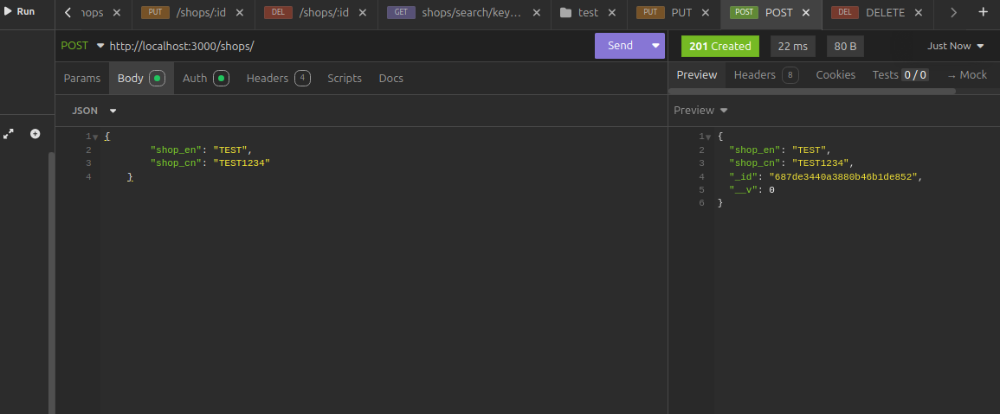 Run
hops PUT /shops/:id DEL /shops/:id GET shops/search/key... test PUT PUT POST POST DEL DELETE
POST http://localhost:3000/shops/ Send 201 Created 22 ms 80 B Just Now
Params Body Auth Headers 4 Scripts Docs Preview Headers 8 Cookies Tests 0 / 0 → Mock
JSON
Preview
1 {
2 "shop_en": "TEST",
3 "shop_cn": "TEST1234"
4 }
1 {
2 "shop_en": "TEST",
3 "shop_cn": "TEST1234",
4 "_id": "687de3440a3880b46b1de852",
5 "__v": 0
6 }